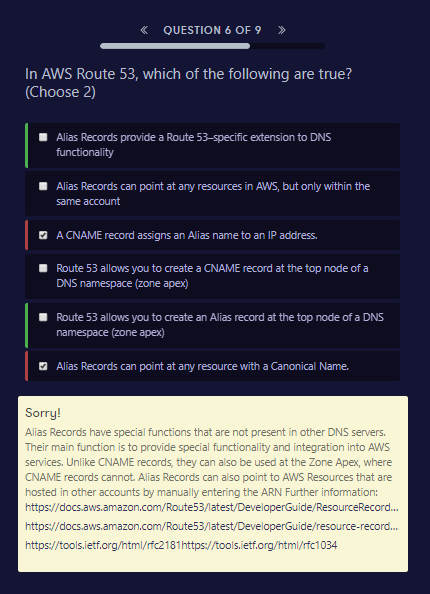 « QUESTION 6 OF 9 »
In AWS Route 53, which of the following are true?
(Choose 2)
Alias Records provide a Route 53–specific extension to DNS
functionality
Alias Records can point at any resources in AWS, but only within the
same account
A CNAME record assigns an Alias name to an IP address.
Route 53 allows you to create a CNAME record at the top node of a
DNS namespace (zone apex)
Route 53 allows you to create an Alias record at the top node of a DNS
namespace (zone apex)
Alias Records can point at any resource with a Canonical Name.
Sorry!
Alias Records have special functions that are not present in other DNS servers.
Their main function is to provide special functionality and integration into AWS
services. Unlike CNAME records, they can also be used at the Zone Apex, where
CNAME records cannot. Alias Records can also point to AWS Resources that are
hosted in other accounts by manually entering the ARN Further information:
https://docs.aws.amazon.com/Route53/latest/DeveloperGuide/ResourceRecord...
https://docs.aws.amazon.com/Route53/latest/DeveloperGuide/resource-record...
https://tools.ietf.org/html/rfc2181https://tools.ietf.org/html/rfc1034